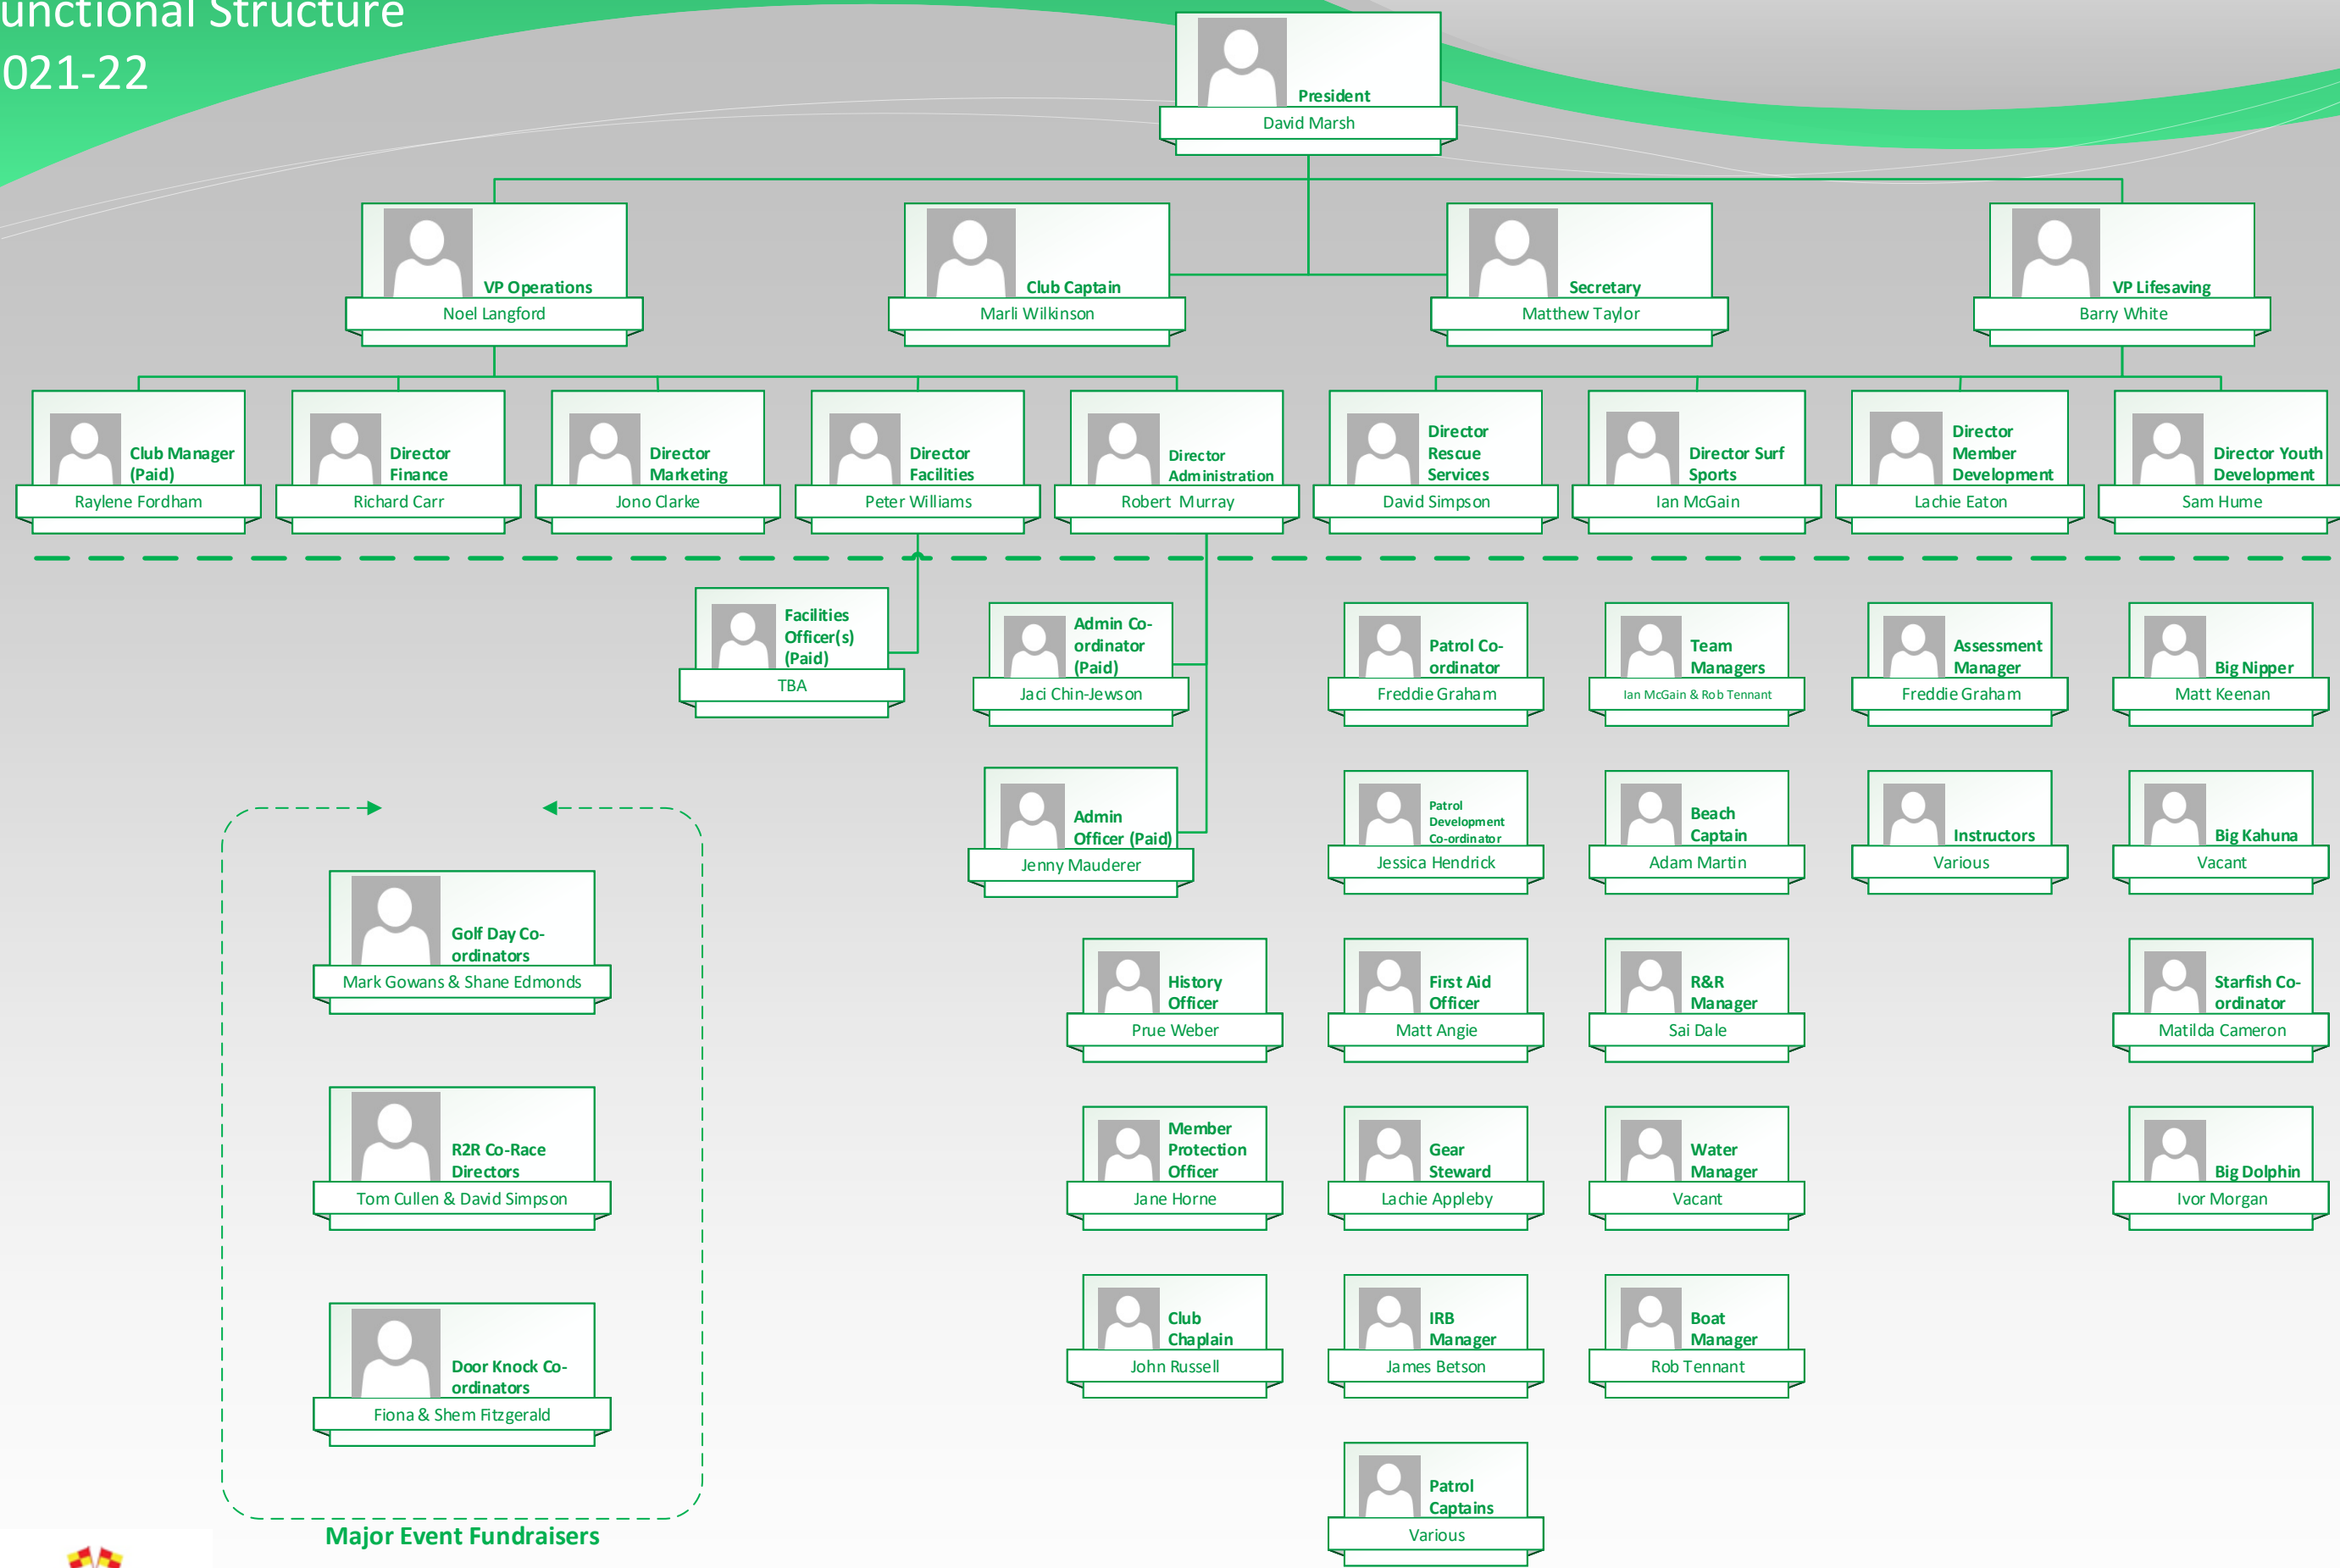 unctional Structure
021-22
President
David Marsh
VP Operations
Noel Langford
Club Captain
Marli Wilkinson
Secretary
Matthew Taylor
VP Lifesaving
Barry White
Club Manager
(Paid)
Raylene Fordham
Director
Finance
Richard Carr
Director
Marketing
Jono Clarke
Director
Facilities
Peter Williams
Director
Administration
Robert Murray
Director
Rescue
Services
David Simpson
Director Surf
Sports
Ian McGain
Director
Member
Development
Lachie Eaton
Director Youth
Development
Sam Hume
Facilities
Officer(s)
(Paid)
TBA
Admin Co-
ordinator
(Paid)
Jaci Chin-Jewson
Patrol Co-
ordinator
Freddie Graham
Team
Managers
Ian McGain & Rob Tennant
Assessment
Manager
Freddie Graham
Big Nipper
Matt Keenan
Admin
Officer (Paid)
Jenny Mauderer
Patrol
Development
Co-ordinator
Jessica Hendrick
Beach
Captain
Adam Martin
Instructors
Various
Big Kahuna
Vacant
Golf Day Co-
ordinators
Mark Gowans & Shane Edmonds
History
Officer
Prue Weber
First Aid
Officer
Matt Angie
R&R
Manager
Sai Dale
Starfish Co-
ordinator
Matilda Cameron
R2R Co-Race
Directors
Tom Cullen & David Simpson
Member
Protection
Officer
Jane Horne
Gear
Steward
Lachie Appleby
Water
Manager
Vacant
Big Dolphin
Ivor Morgan
Door Knock Co-
ordinators
Fiona & Shem Fitzgerald
Club
Chaplain
John Russell
IRB
Manager
James Betson
Boat
Manager
Rob Tennant
Patrol
Captains
Various
Major Event Fundraisers